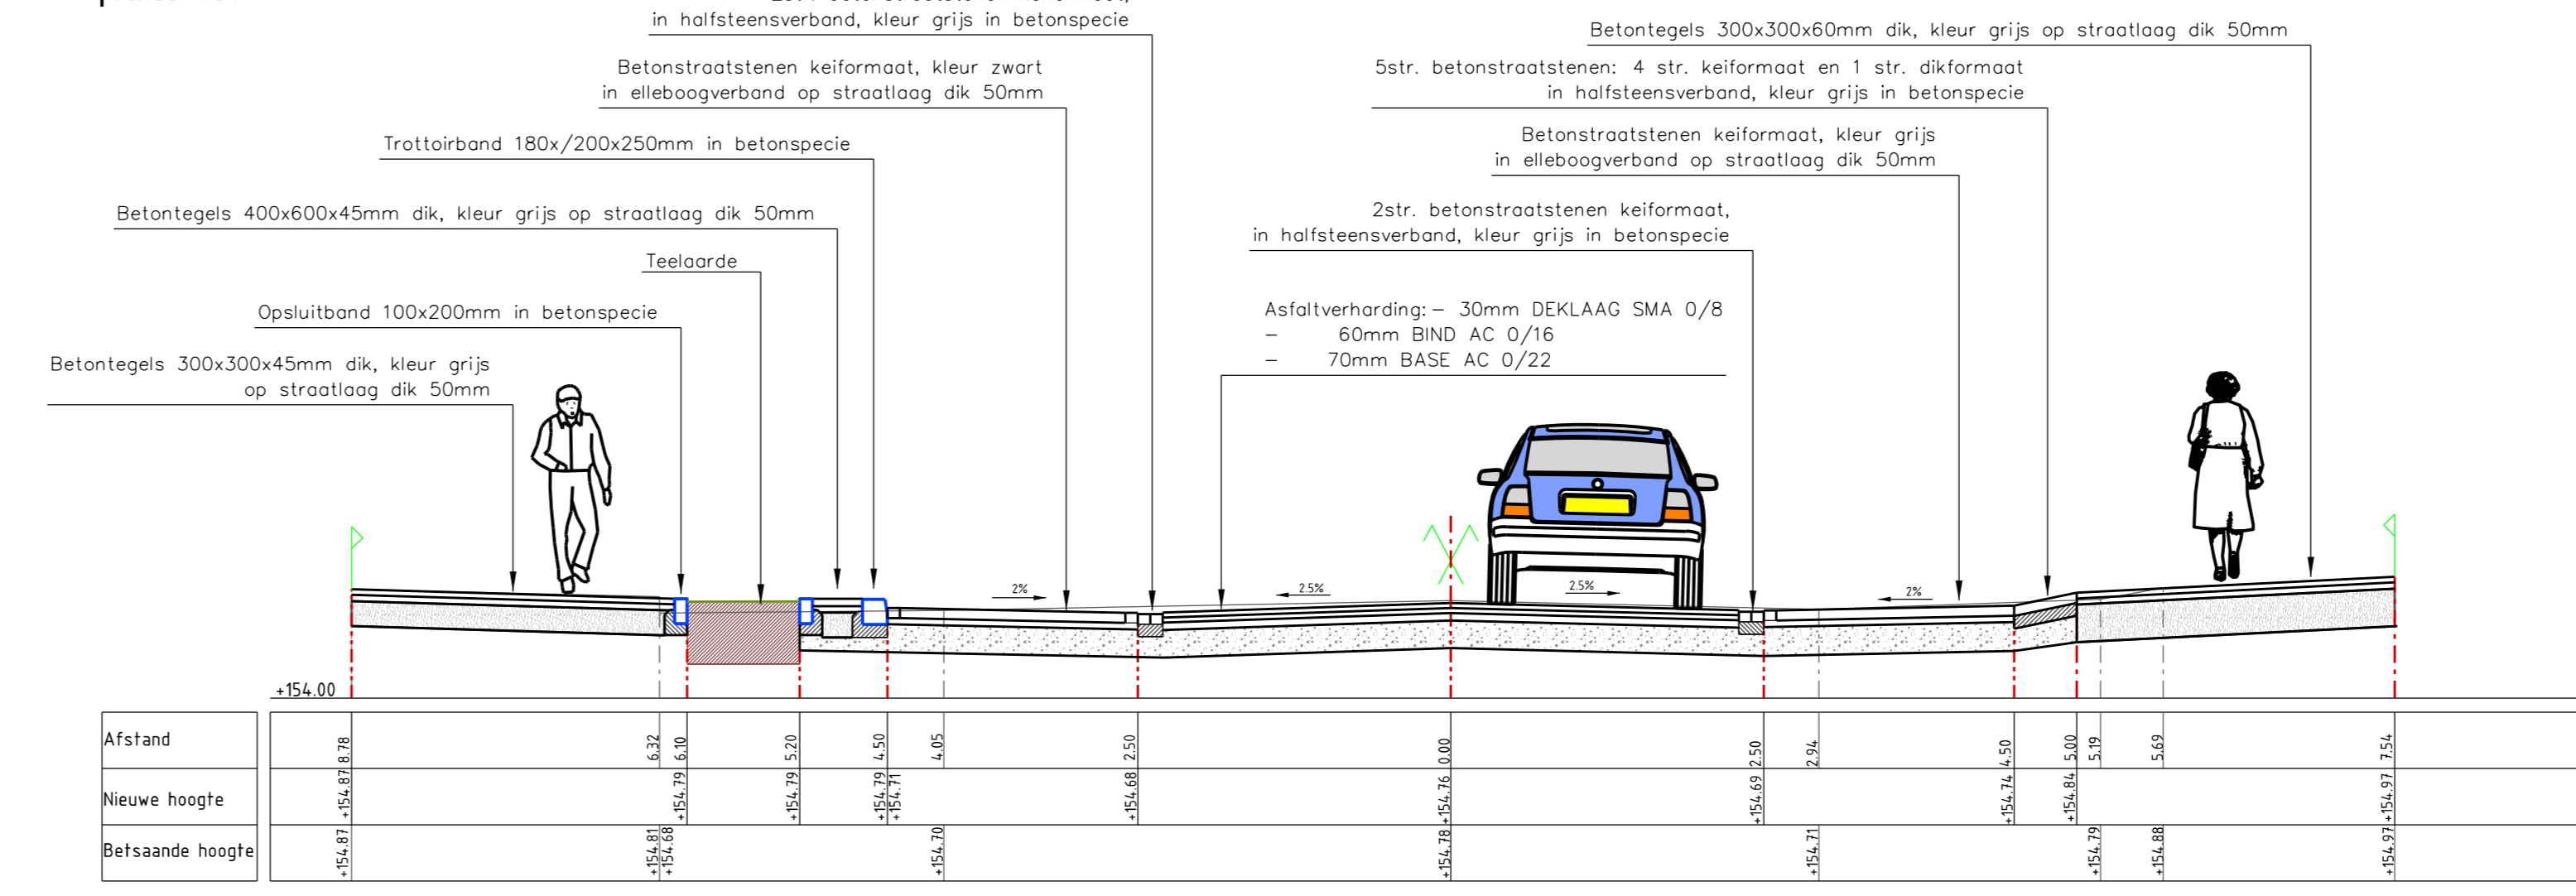 in halfsteensverband, kleur grijs in betonspecie
Betonstraatstenen keiformaat, kleur zwart
in elleboogverband op straatlaag dik 50mm
Trottoirband 180x/200x250mm in betonspecie
Betontegels 400x600x45mm dik, kleur grijs op straatlaag dik 50mm
Teelaarde
Opsluitband 100x200mm in betonspecie
Betontegels 300x300x45mm dik, kleur grijs
op straatlaag dik 50mm
Betontegels 300x300x60mm dik, kleur grijs op straatlaag dik 50mm
5str. betonstraatstenen: 4 str. keiformaat en 1 str. dikformaat
in halfsteensverband, kleur grijs in betonspecie
Betonstraatstenen keiformaat, kleur grijs
in elleboogverband op straatlaag dik 50mm
2str. betonstraatstenen keiformaat,
in halfsteensverband, kleur grijs in betonspecie
Asfaltverharding: – 30mm DEKLAAG SMA 0/8
– 60mm BIND AC 0/16
– 70mm BASE AC 0/22
2% 2.5% 2.5% 2%
+154.00
Afstand 8.78 6.32 6.10 5.20 4.50 4.05 2.50 0.00 2.50 2.94 4.50 5.00 5.19 5.69 7.54
Nieuwe hoogte +154.87 +154.79 +154.79 +154.79 +154.71 +154.68 +154.76 +154.69 +154.74 +154.84 +154.97
Betsaande hoogte +154.87 +154.81 +154.68 +154.70 +154.78 +154.71 +154.79 +154.88 +154.97